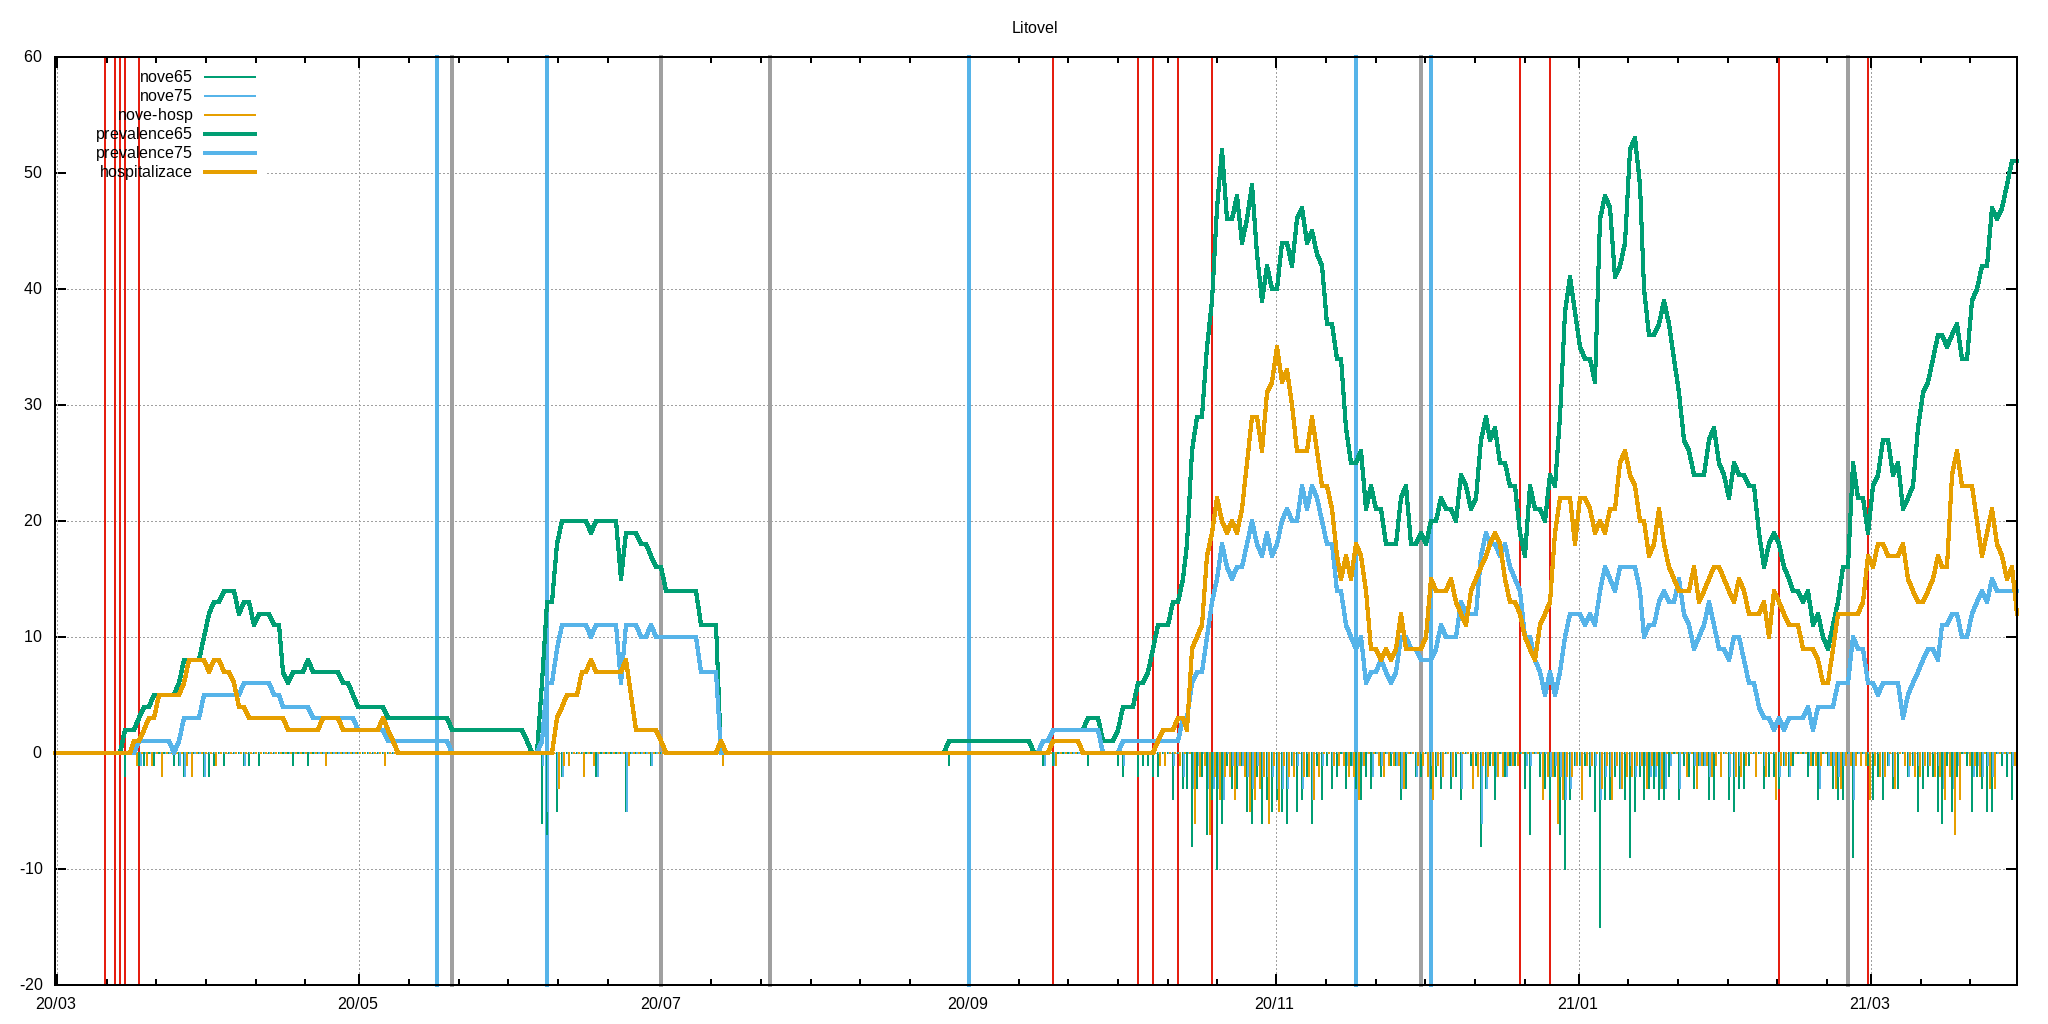 Litovel
60
nove65
nove75
nove-hosp
prevalence65
prevalence75
hospitalizace
50
40
30
20
10
0
-10
-20
20/03 20/05 20/07 20/09 20/11 21/01 21/03